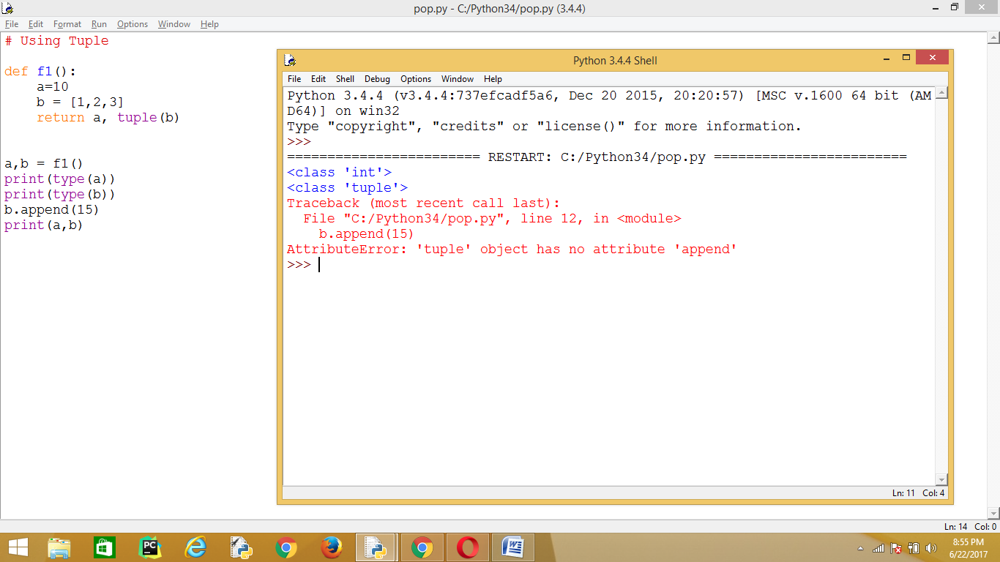 pop.py - C:/Python34/pop.py (3.4.4)
File Edit Format Run Options Window Help
# Using Tuple
def f1():
    a=10
    b = [1,2,3]
    return a, tuple(b)
a,b = f1()
print(type(a))
print(type(b))
b.append(15)
print(a,b)
Python 3.4.4 Shell
File Edit Shell Debug Options Window Help
Python 3.4.4 (v3.4.4:737efcadf5a6, Dec 20 2015, 20:20:57) [MSC v.1600 64 bit (AM
D64)] on win32
Type "copyright", "credits" or "license()" for more information.
>>>
======================== RESTART: C:/Python34/pop.py ========================
<class 'int'>
<class 'tuple'>
Traceback (most recent call last):
  File "C:/Python34/pop.py", line 12, in <module>
    b.append(15)
AttributeError: 'tuple' object has no attribute 'append'
>>>
Ln: 11 Col: 4
Ln: 14 Col: 0
PC
W
8:55 PM
6/22/2017